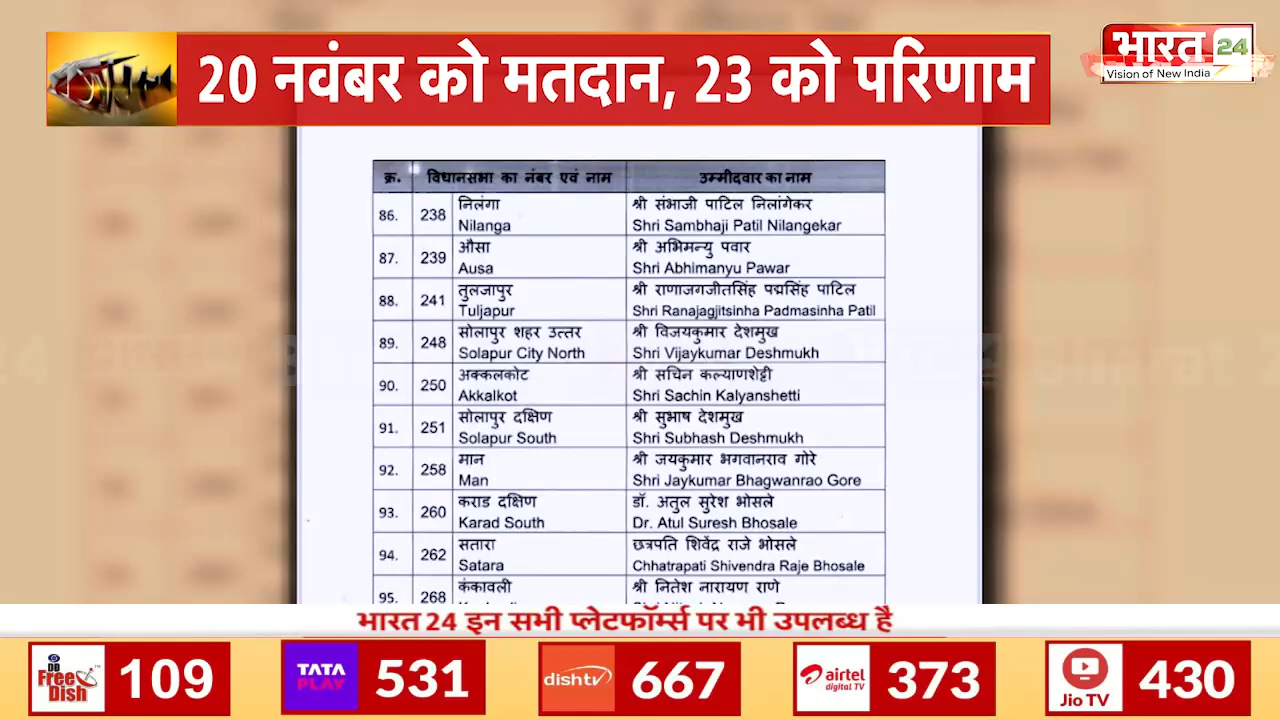 20 नवंबर को मतदान, 23 को परिणाम
भारत 24
Vision of New India
क्र. विधानसभा का नंबर एवं नाम उम्मीदवार का नाम
86. 238 निलंगा श्री संभाजी पाटिल निलांगेकर
Nilanga Shri Sambhaji Patil Nilangekar
87. 239 औसा श्री अभिमन्यु पवार
Ausa Shri Abhimanyu Pawar
88. 241 तुलजापुर श्री राणाजगजीतसिंह पद्मसिंह पाटिल
Tuljapur Shri Ranajagjitsinha Padmasinha Patil
89. 248 सोलापुर शहर उत्तर श्री विजयकुमार देशमुख
Solapur City North Shri Vijaykumar Deshmukh
90. 250 अक्कलकोट श्री सचिन कल्याणशेट्टी
Akkalkot Shri Sachin Kalyanshetti
91. 251 सोलापुर दक्षिण श्री सुभाष देशमुख
Solapur South Shri Subhash Deshmukh
92. 258 मान श्री जयकुमार भगवानराव गोरे
Man Shri Jaykumar Bhagwanrao Gore
93. 260 कराड दक्षिण डॉ. अतुल सुरेश भोसले
Karad South Dr. Atul Suresh Bhosale
94. 262 सतारा छत्रपति शिवेंद्र राजे भोसले
Satara Chhatrapati Shivendra Raje Bhosale
95. 268 कंकावली श्री नितेश नारायण राणे
भारत 24 इन सभी प्लेटफॉर्म्स पर भी उपलब्ध है
DD Free Dish 109
TATA PLAY 531
dishtv 667
airtel digital TV 373
Jio TV 430